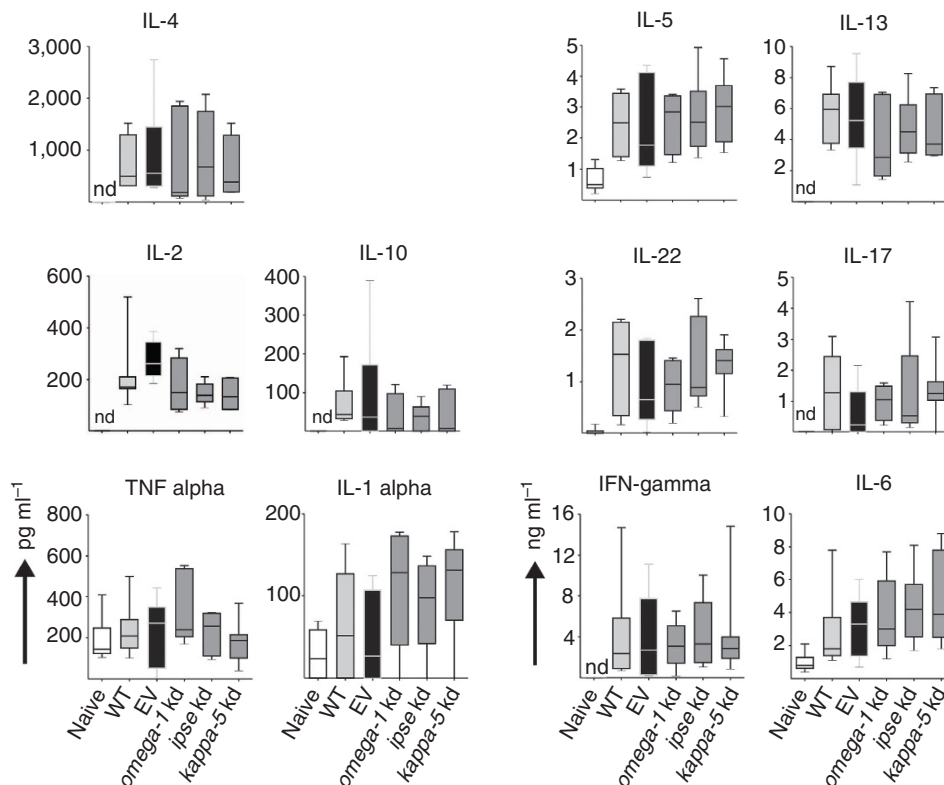 IL-4
3,000
2,000
1,000
nd
IL-5
5
4
3
2
1
IL-13
10
8
6
4
2
nd
IL-2
600
400
200
nd
IL-10
400
300
200
100
nd
IL-22
3
2
1
IL-17
5
4
3
2
1
nd
TNF alpha
800
600
400
200
pg ml⁻¹
Naive
WT
EV
omega-1 kd
ipse kd
kappa-5 kd
IL-1 alpha
200
100
Naive
WT
EV
omega-1 kd
ipse kd
kappa-5 kd
IFN-gamma
16
12
8
4
nd
ng ml⁻¹
Naive
WT
EV
omega-1 kd
ipse kd
kappa-5 kd
IL-6
10
8
6
4
2
Naive
WT
EV
omega-1 kd
ipse kd
kappa-5 kd